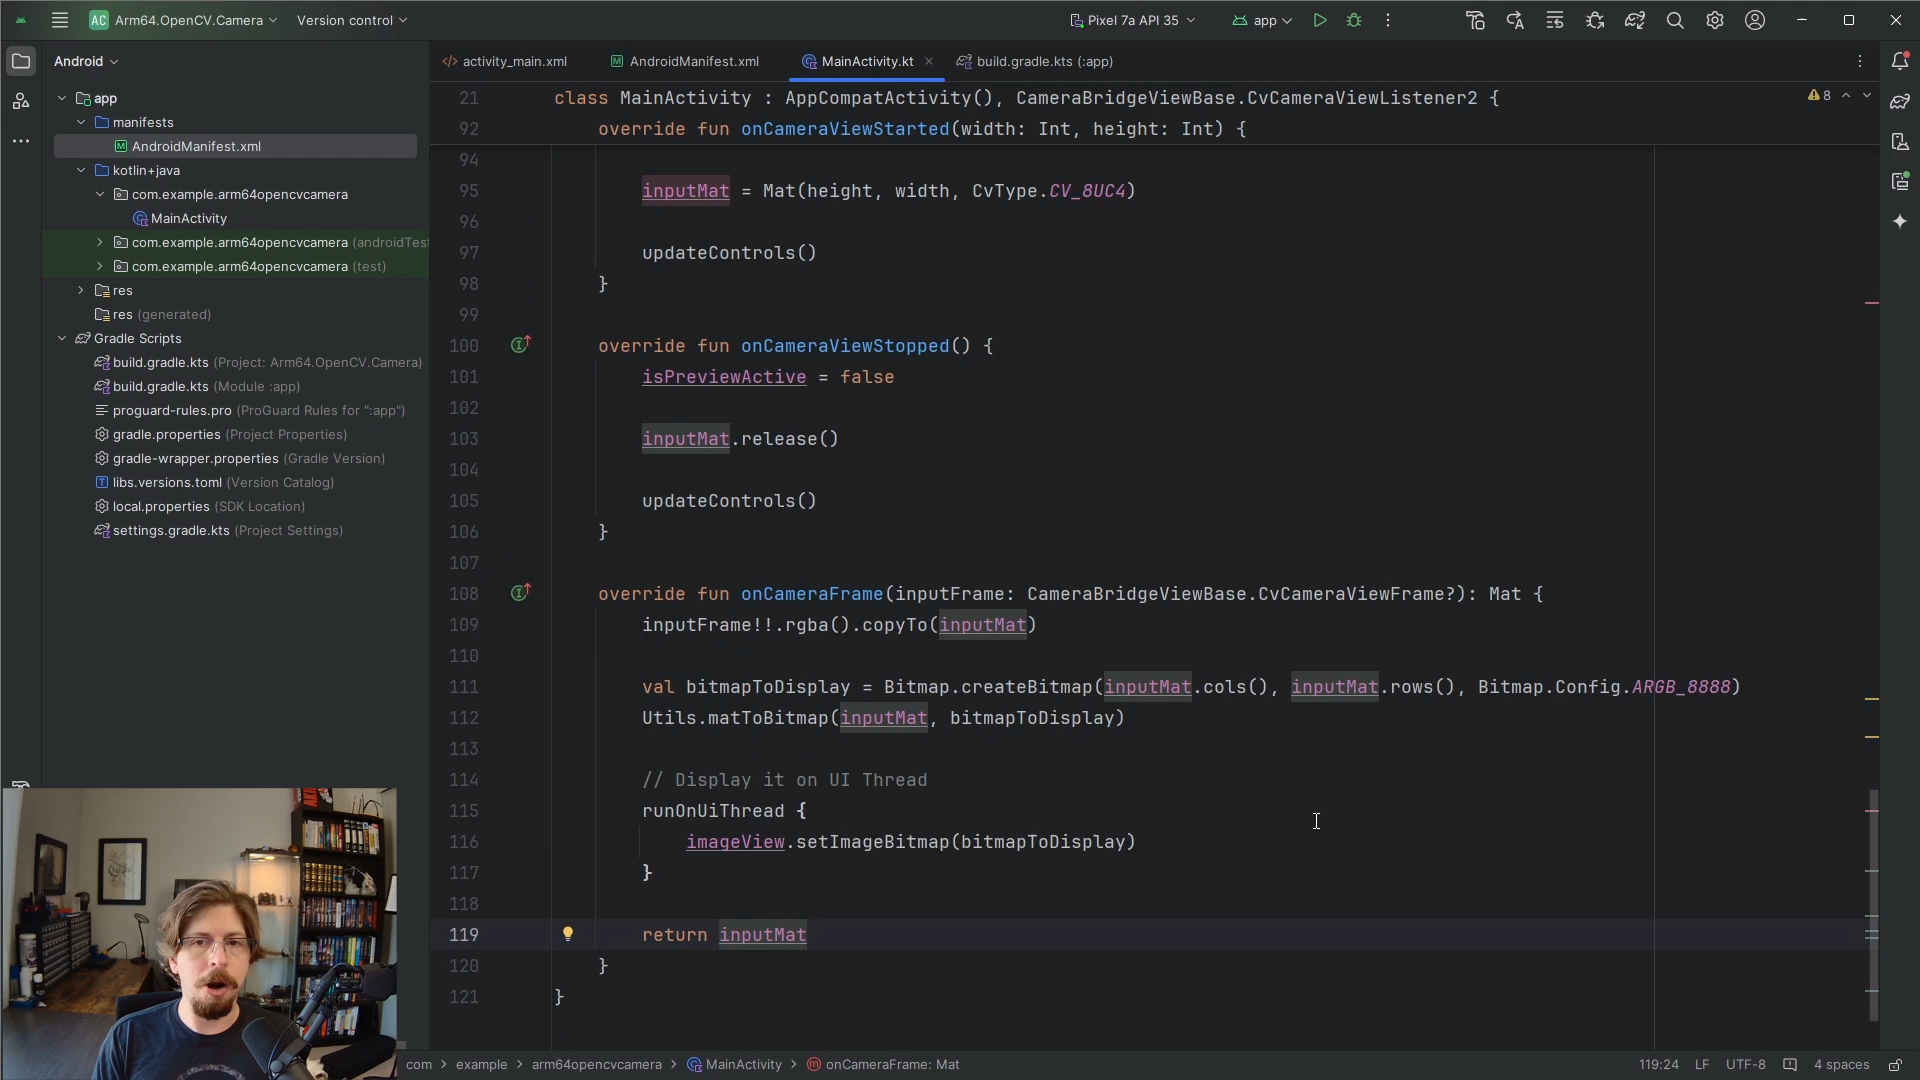 AC Arm64.OpenCV.Camera Version control Pixel 7a API 35 app
Android
app
manifests
AndroidManifest.xml
kotlin+java
com.example.arm64opencvcamera
MainActivity
com.example.arm64opencvcamera (androidTest
com.example.arm64opencvcamera (test)
res
res (generated)
Gradle Scripts
build.gradle.kts (Project: Arm64.OpenCV.Camera)
build.gradle.kts (Module :app)
proguard-rules.pro (ProGuard Rules for ":app")
gradle.properties (Project Properties)
gradle-wrapper.properties (Gradle Version)
libs.versions.toml (Version Catalog)
local.properties (SDK Location)
settings.gradle.kts (Project Settings)
activity_main.xml AndroidManifest.xml MainActivity.kt build.gradle.kts (:app)
21 class MainActivity : AppCompatActivity(), CameraBridgeViewBase.CvCameraViewListener2 { 8
92 override fun onCameraViewStarted(width: Int, height: Int) {
94
95 inputMat = Mat(height, width, CvType.CV_8UC4)
96
97 updateControls()
98 }
99
100 override fun onCameraViewStopped() {
101 isPreviewActive = false
102
103 inputMat.release()
104
105 updateControls()
106 }
107
108 override fun onCameraFrame(inputFrame: CameraBridgeViewBase.CvCameraViewFrame?): Mat {
109 inputFrame!!.rgba().copyTo(inputMat)
110
111 val bitmapToDisplay = Bitmap.createBitmap(inputMat.cols(), inputMat.rows(), Bitmap.Config.ARGB_8888)
112 Utils.matToBitmap(inputMat, bitmapToDisplay)
113
114 // Display it on UI Thread
115 runOnUiThread {
116 imageView.setImageBitmap(bitmapToDisplay)
117 }
118
119 return inputMat
120 }
121 }
com example arm64opencvcamera MainActivity onCameraFrame: Mat 119:24 LF UTF-8 4 spaces